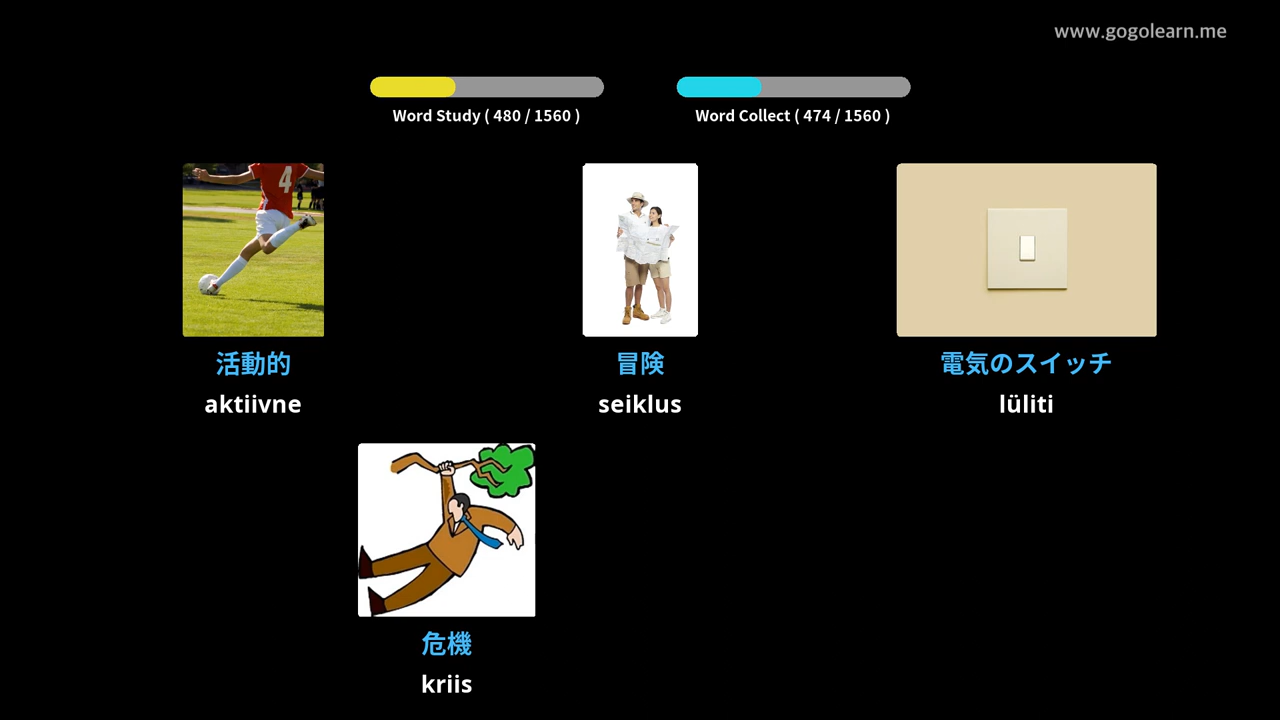 www.gogolearn.me
Word Study ( 480 / 1560 )
Word Collect ( 474 / 1560 )
4
活動的
aktiivne
冒険
seiklus
電気のスイッチ
lüliti
危機
kriis